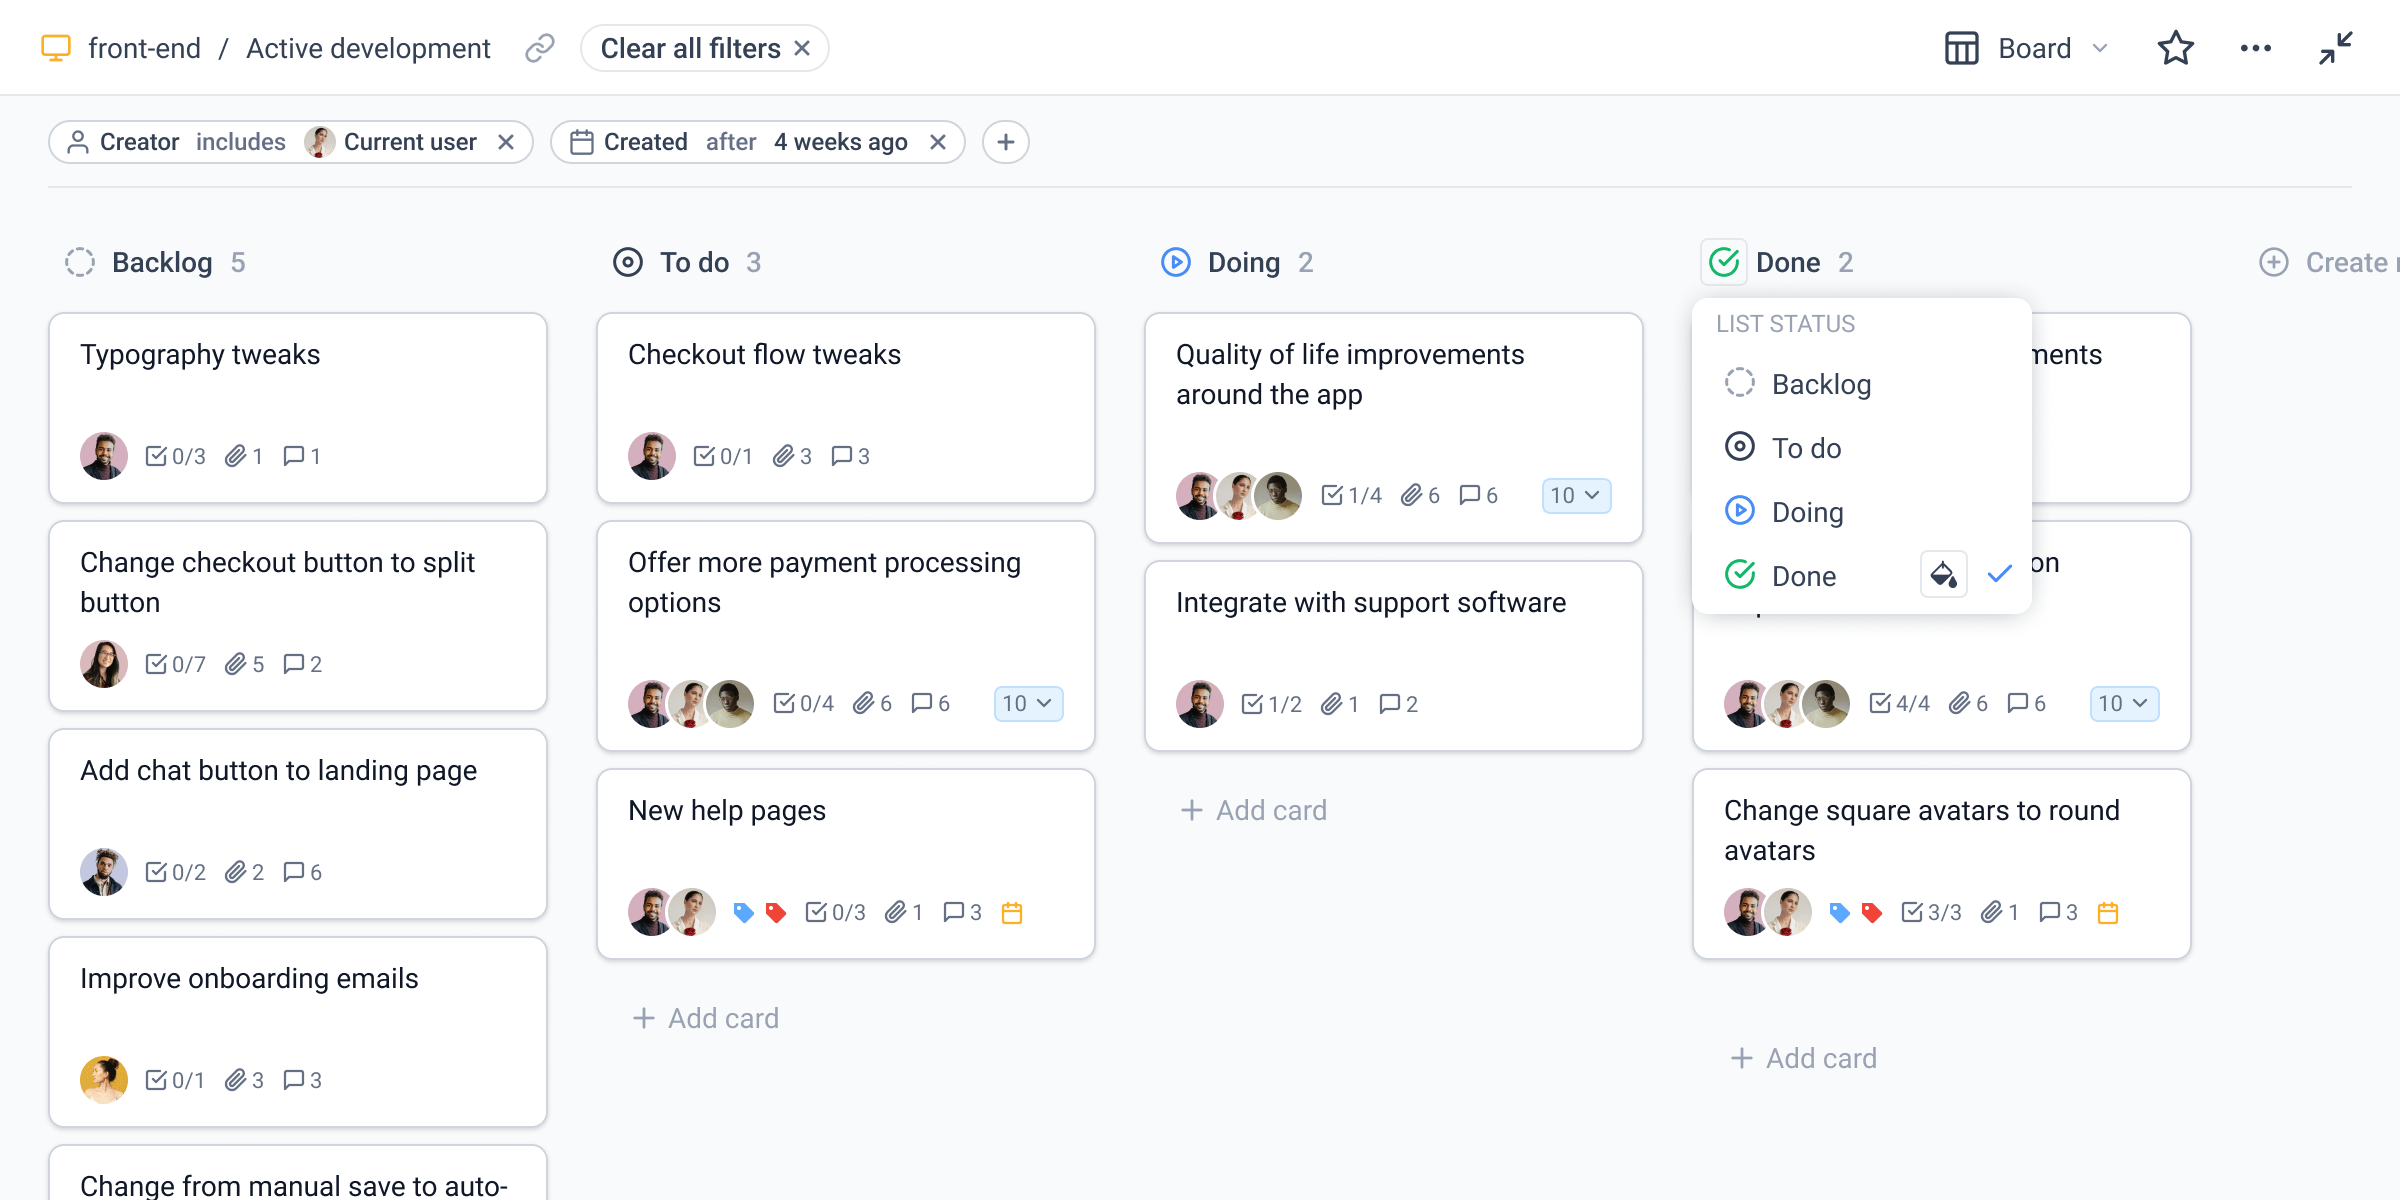 front-end / Active development
Clear all filters
Board
Creator includes Current user
Created after 4 weeks ago
Backlog 5
Typography tweaks
0/3 1 1
Change checkout button to split
button
0/7 5 2
Add chat button to landing page
0/2 2 6
Improve onboarding emails
0/1 3 3
Change from manual save to auto-
To do 3
Checkout flow tweaks
0/1 3 3
Offer more payment processing
options
0/4 6 6 10
New help pages
0/3 1 3
Add card
Doing 2
Quality of life improvements
around the app
1/4 6 6 10
Integrate with support software
1/2 1 2
Add card
Done 2
LIST STATUS
Backlog
To do
Doing
Done
4/4 6 6 10
Change square avatars to round
avatars
3/3 1 3
Add card
Create